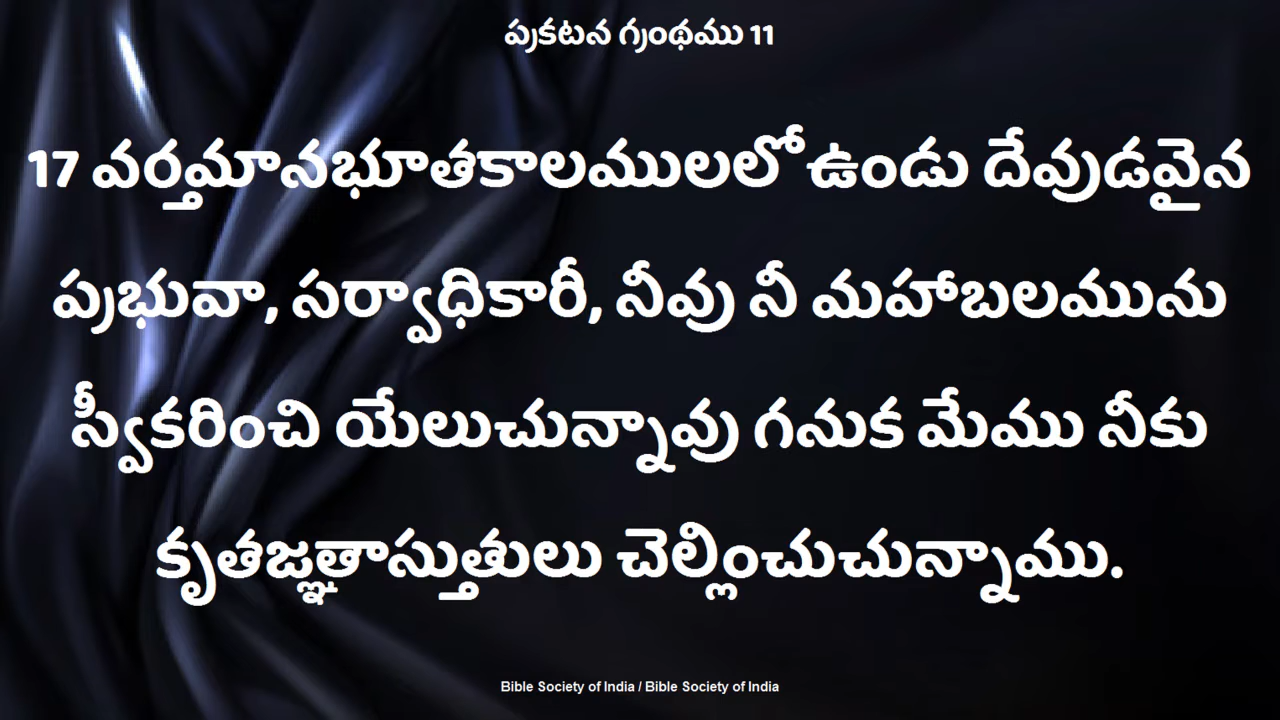 ప్రకటన గ్రంథము 11
17 వర్తమానభూతకాలములలో ఉండు దేవుడవైన
ప్రభువా, సర్వాధికారీ, నీవు నీ మహాబలమును
స్వీకరించి యేలుచున్నావు గనుక మేము నీకు
కృతజ్ఞతాస్తుతులు చెల్లించుచున్నాము.
Bible Society of India / Bible Society of India